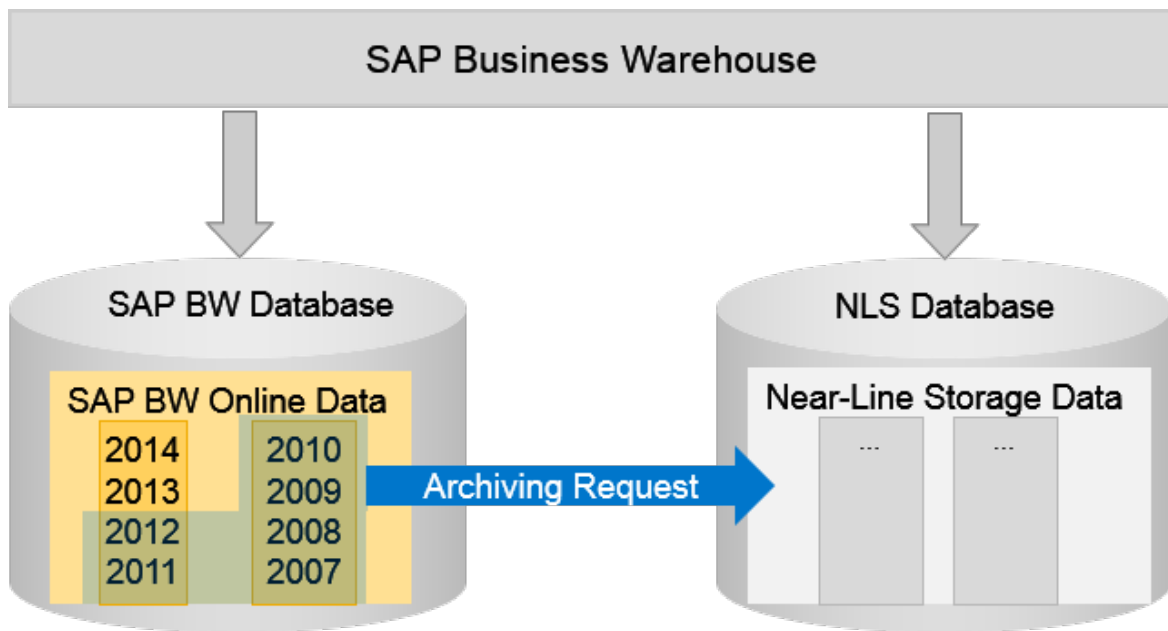 SAP Business Warehouse
SAP BW Database
SAP BW Online Data
2014
2013
2012
2011
2010
2009
2008
2007
Archiving Request
NLS Database
Near-Line Storage Data
...
...